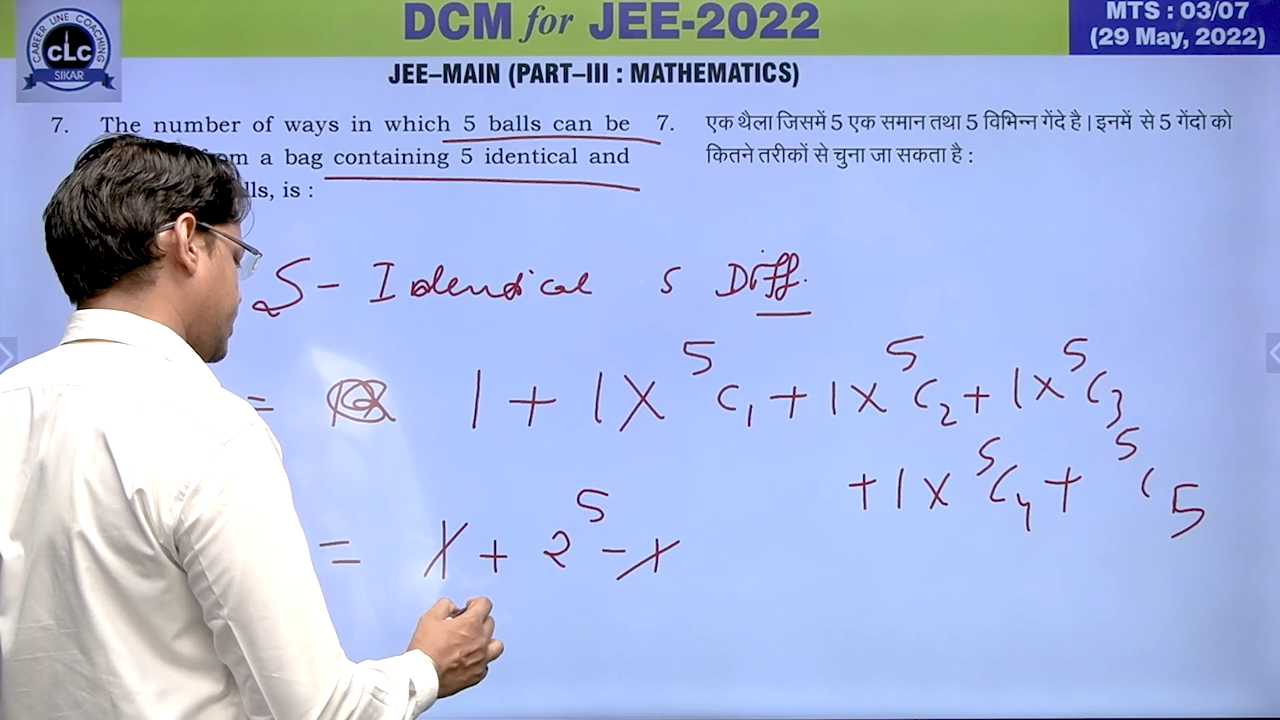 CAREER LINE COACHING
CLC
SIKAR
DCM for JEE-2022
MTS : 03/07
(29 May, 2022)
JEE–MAIN (PART–III : MATHEMATICS)
7. The number of ways in which 5 balls can be
from a bag containing 5 identical and
is :
7. एक थैला जिसमें 5 एक समान तथा 5 विभिन्न गेंदे है। इनमें से 5 गेंदो को
कितने तरीकों से चुना जा सकता है :
5 - Identical 5 Diff.
= 1 + 1 × ⁵C₁ + 1 × ⁵C₂ + 1 × ⁵C₃
+ 1 × ⁵C₄ + ⁵C₅
= 1 + 2⁵ - 1